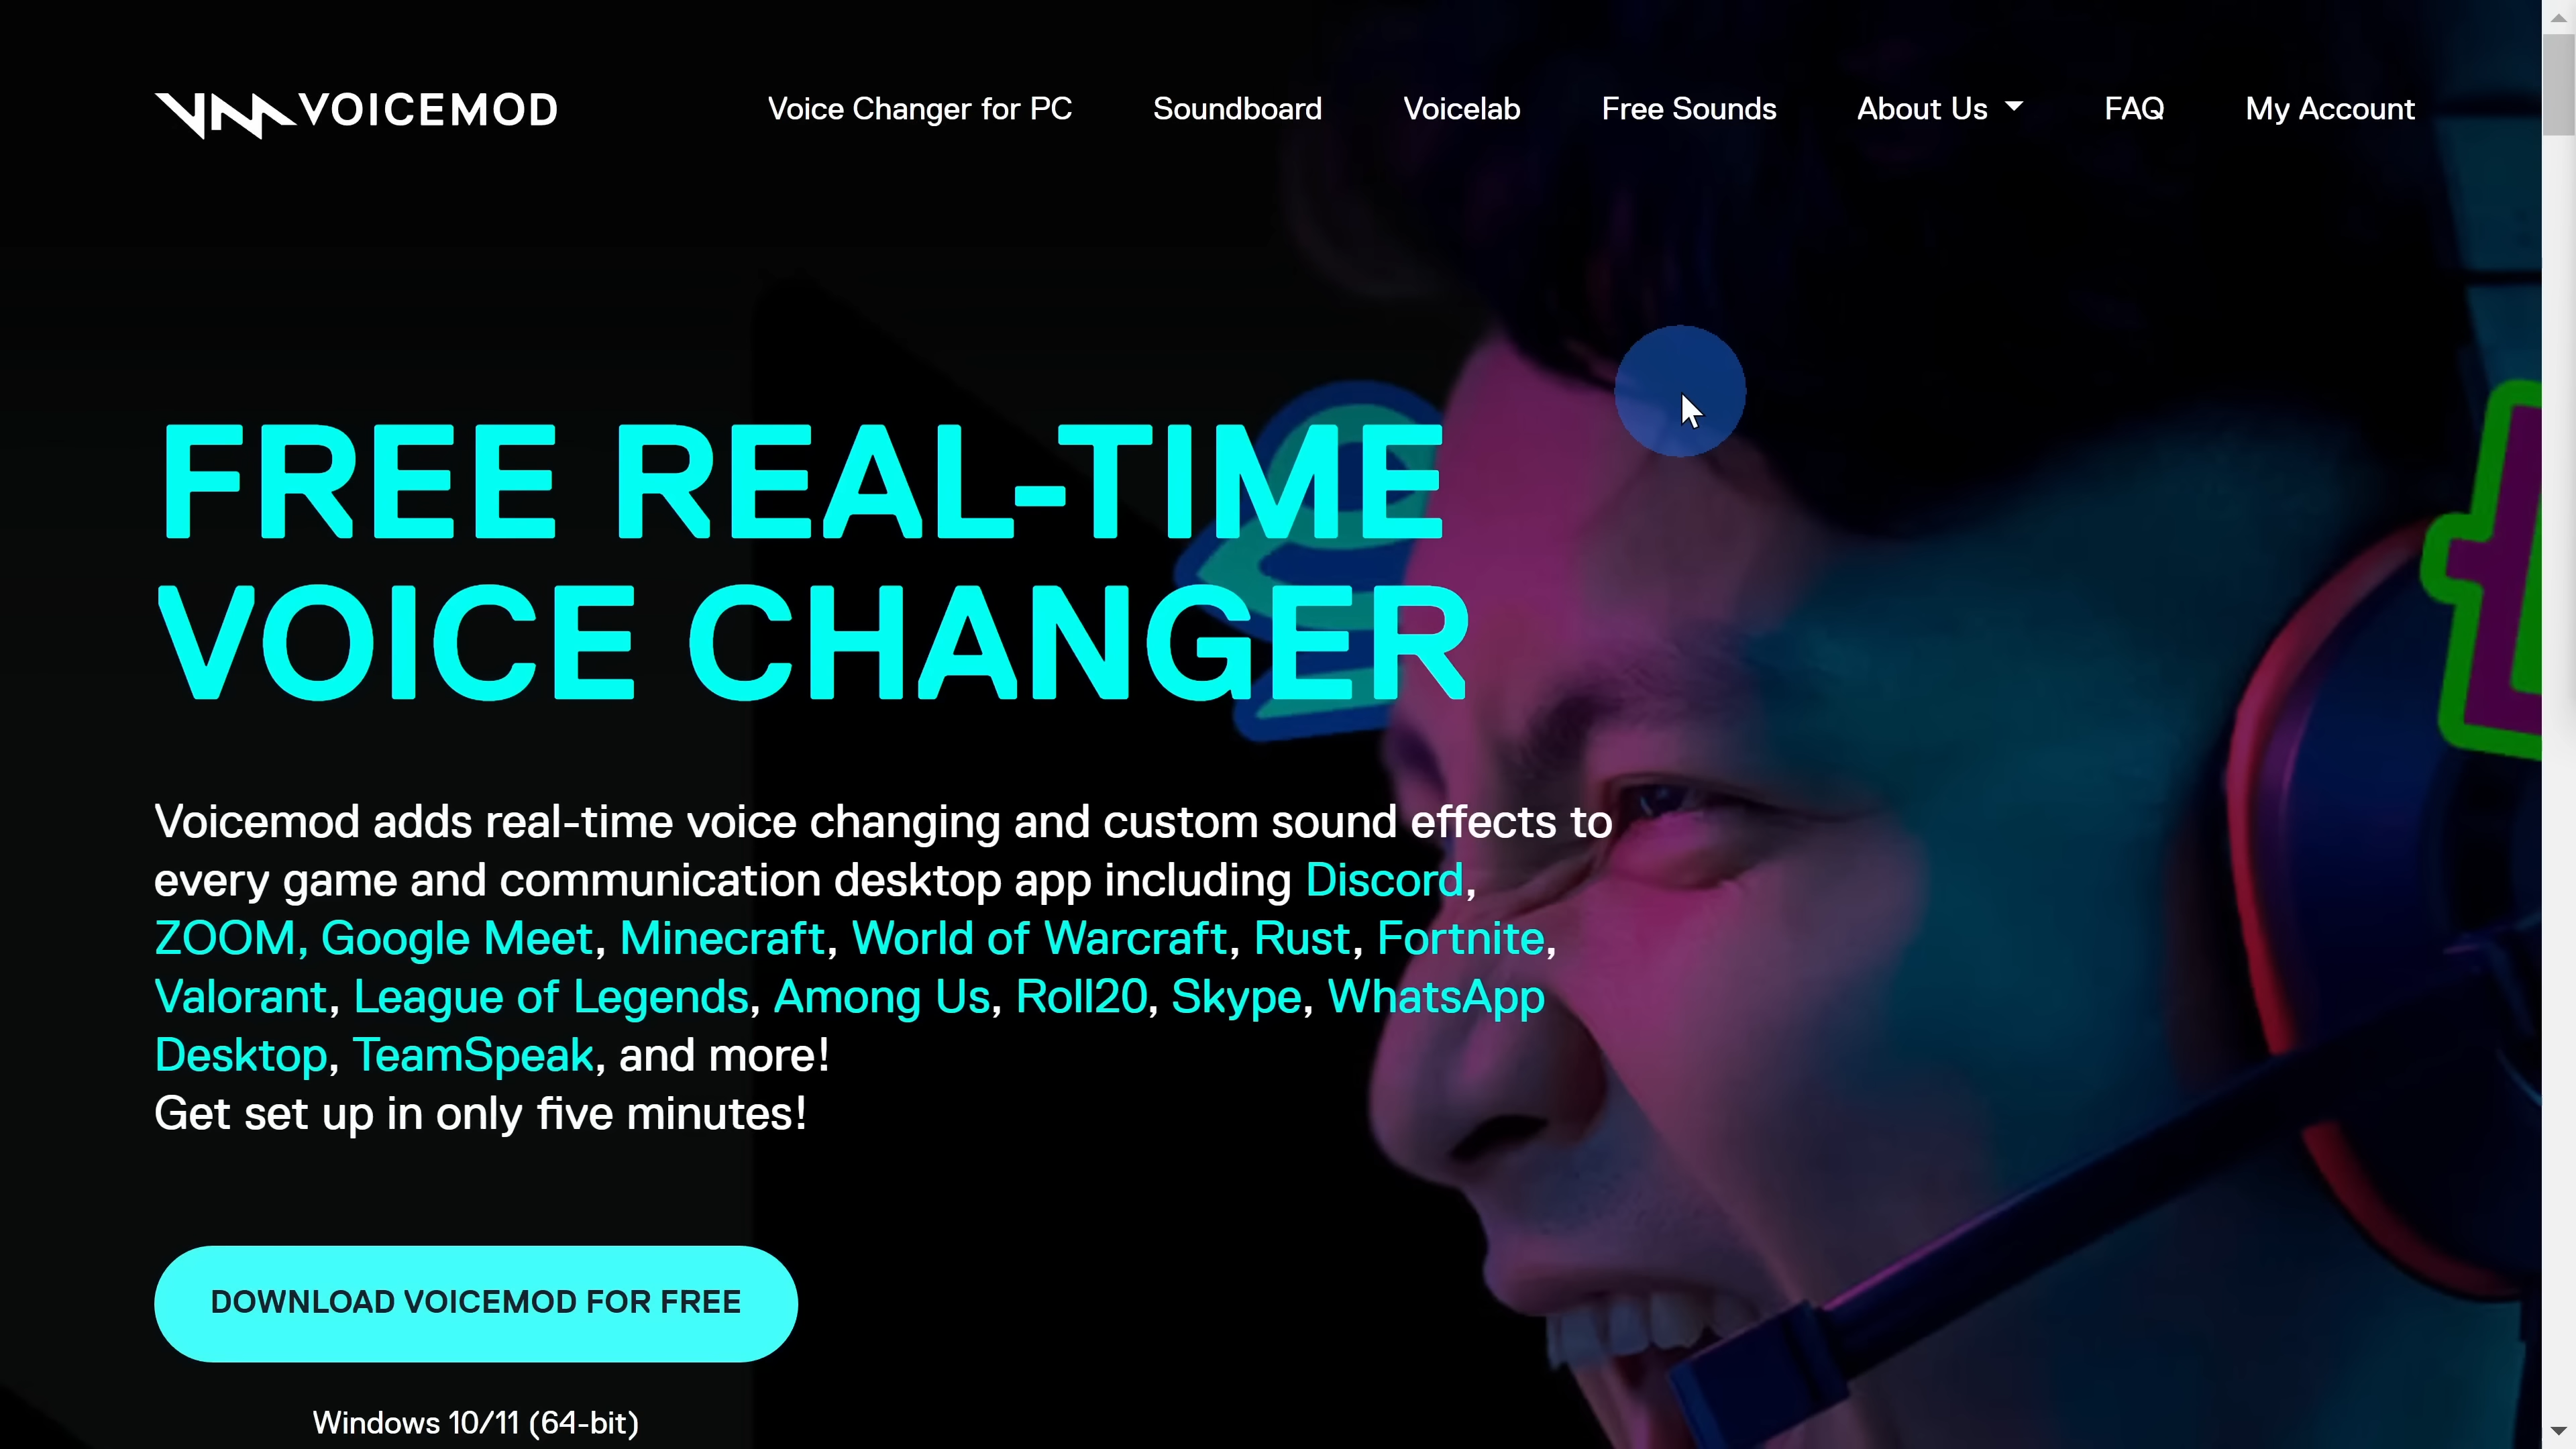 VOICEMOD
Voice Changer for PC
Soundboard
Voicelab
Free Sounds
About Us
FAQ
My Account
FREE REAL-TIME
VOICE CHANGER
Voicemod adds real-time voice changing and custom sound effects to
every game and communication desktop app including Discord,
ZOOM, Google Meet, Minecraft, World of Warcraft, Rust, Fortnite,
Valorant, League of Legends, Among Us, Roll20, Skype, WhatsApp
Desktop, TeamSpeak, and more!
Get set up in only five minutes!
DOWNLOAD VOICEMOD FOR FREE
Windows 10/11 (64-bit)